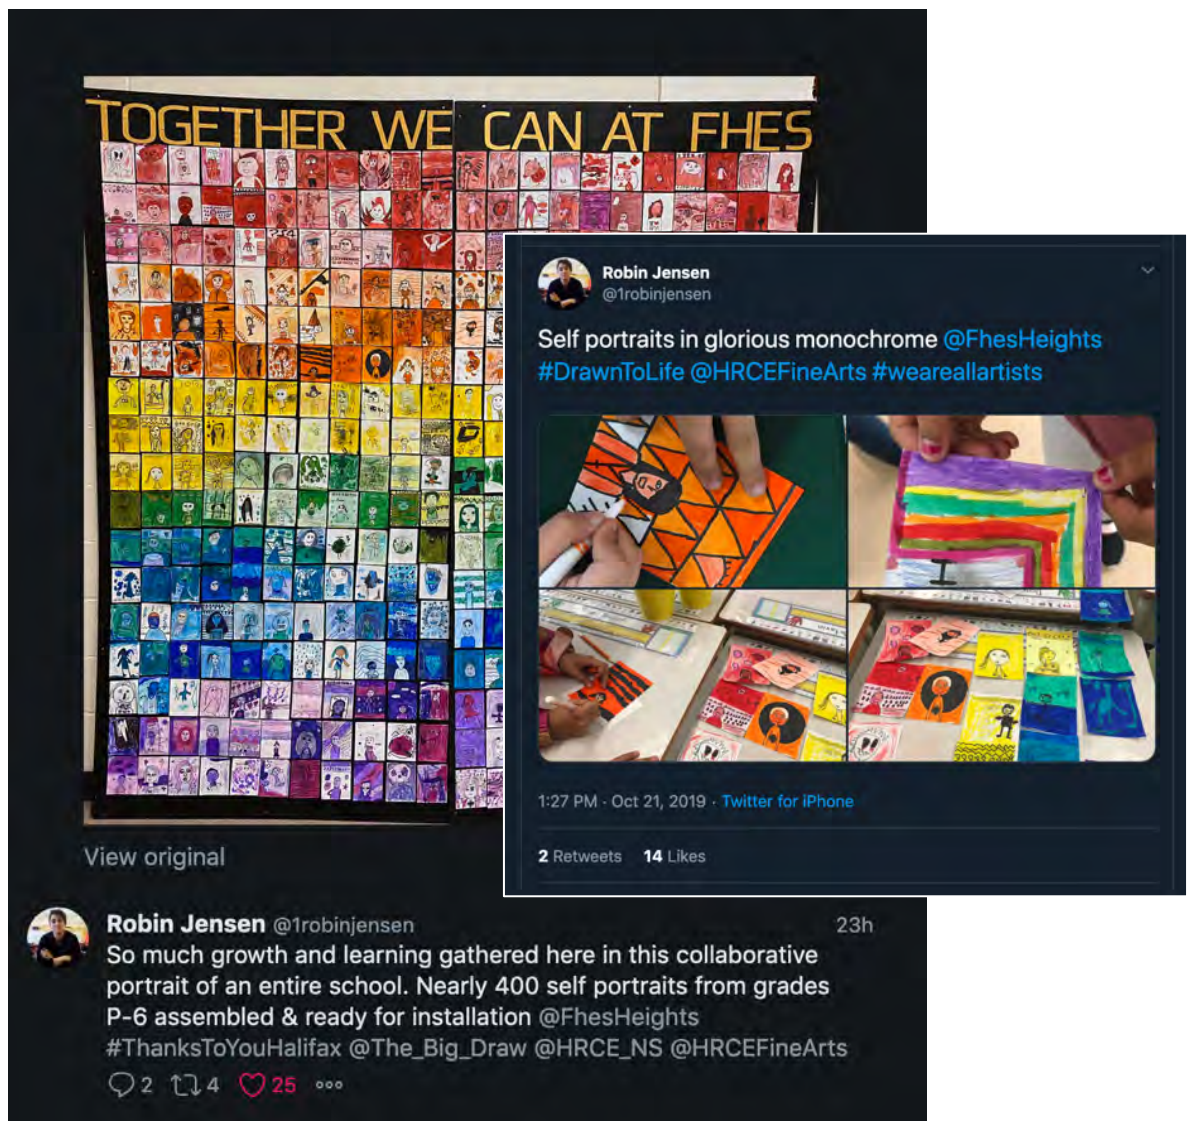 TOGETHER WE CAN AT FHES
View original
Robin Jensen @1robinjensen 23h
So much growth and learning gathered here in this collaborative
portrait of an entire school. Nearly 400 self portraits from grades
P-6 assembled & ready for installation @FhesHeights
#ThanksToYouHalifax @The_Big_Draw @HRCE_NS @HRCEFineArts
2 4 25
Robin Jensen
@1robinjensen
Self portraits in glorious monochrome @FhesHeights
#DrawnToLife @HRCEFineArts #weareallartists
1:27 PM · Oct 21, 2019 · Twitter for iPhone
2 Retweets 14 Likes